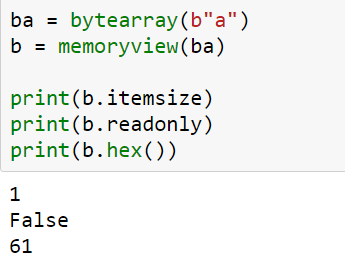 ba = bytearray(b"a")
b = memoryview(ba)
print(b.itemsize)
print(b.readonly)
print(b.hex())
1
False
61